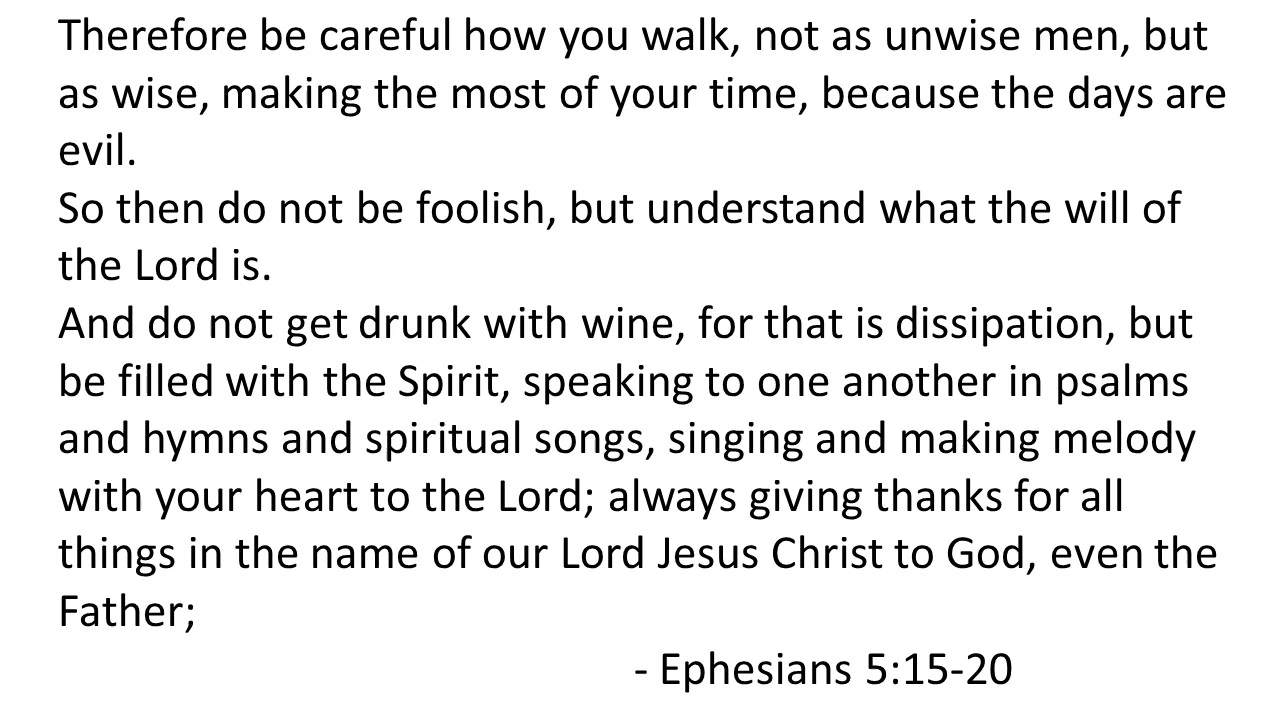 Therefore be careful how you walk, not as unwise men, but
as wise, making the most of your time, because the days are
evil.
So then do not be foolish, but understand what the will of
the Lord is.
And do not get drunk with wine, for that is dissipation, but
be filled with the Spirit, speaking to one another in psalms
and hymns and spiritual songs, singing and making melody
with your heart to the Lord; always giving thanks for all
things in the name of our Lord Jesus Christ to God, even the
Father;
- Ephesians 5:15-20